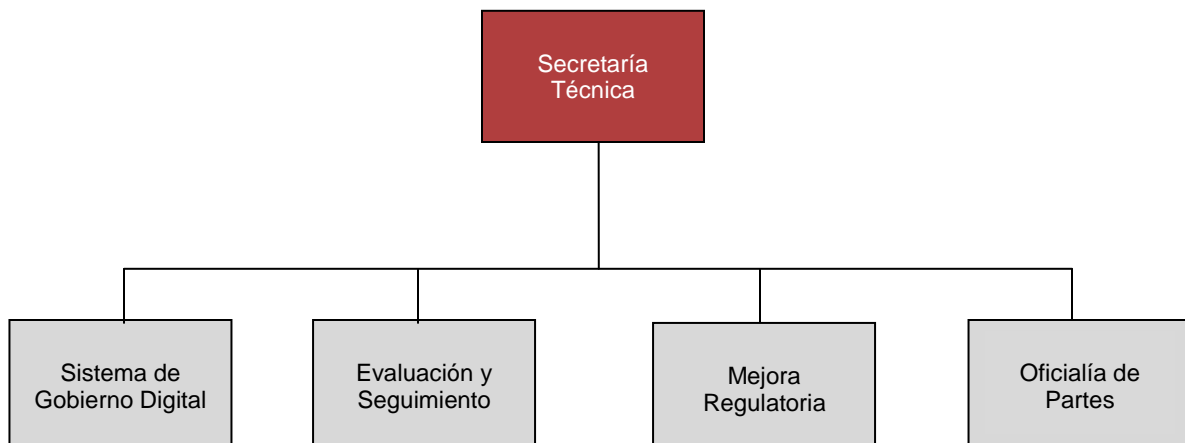 Secretaría
Técnica
Sistema de
Gobierno Digital
Evaluación y
Seguimiento
Mejora
Regulatoria
Oficialía de
Partes